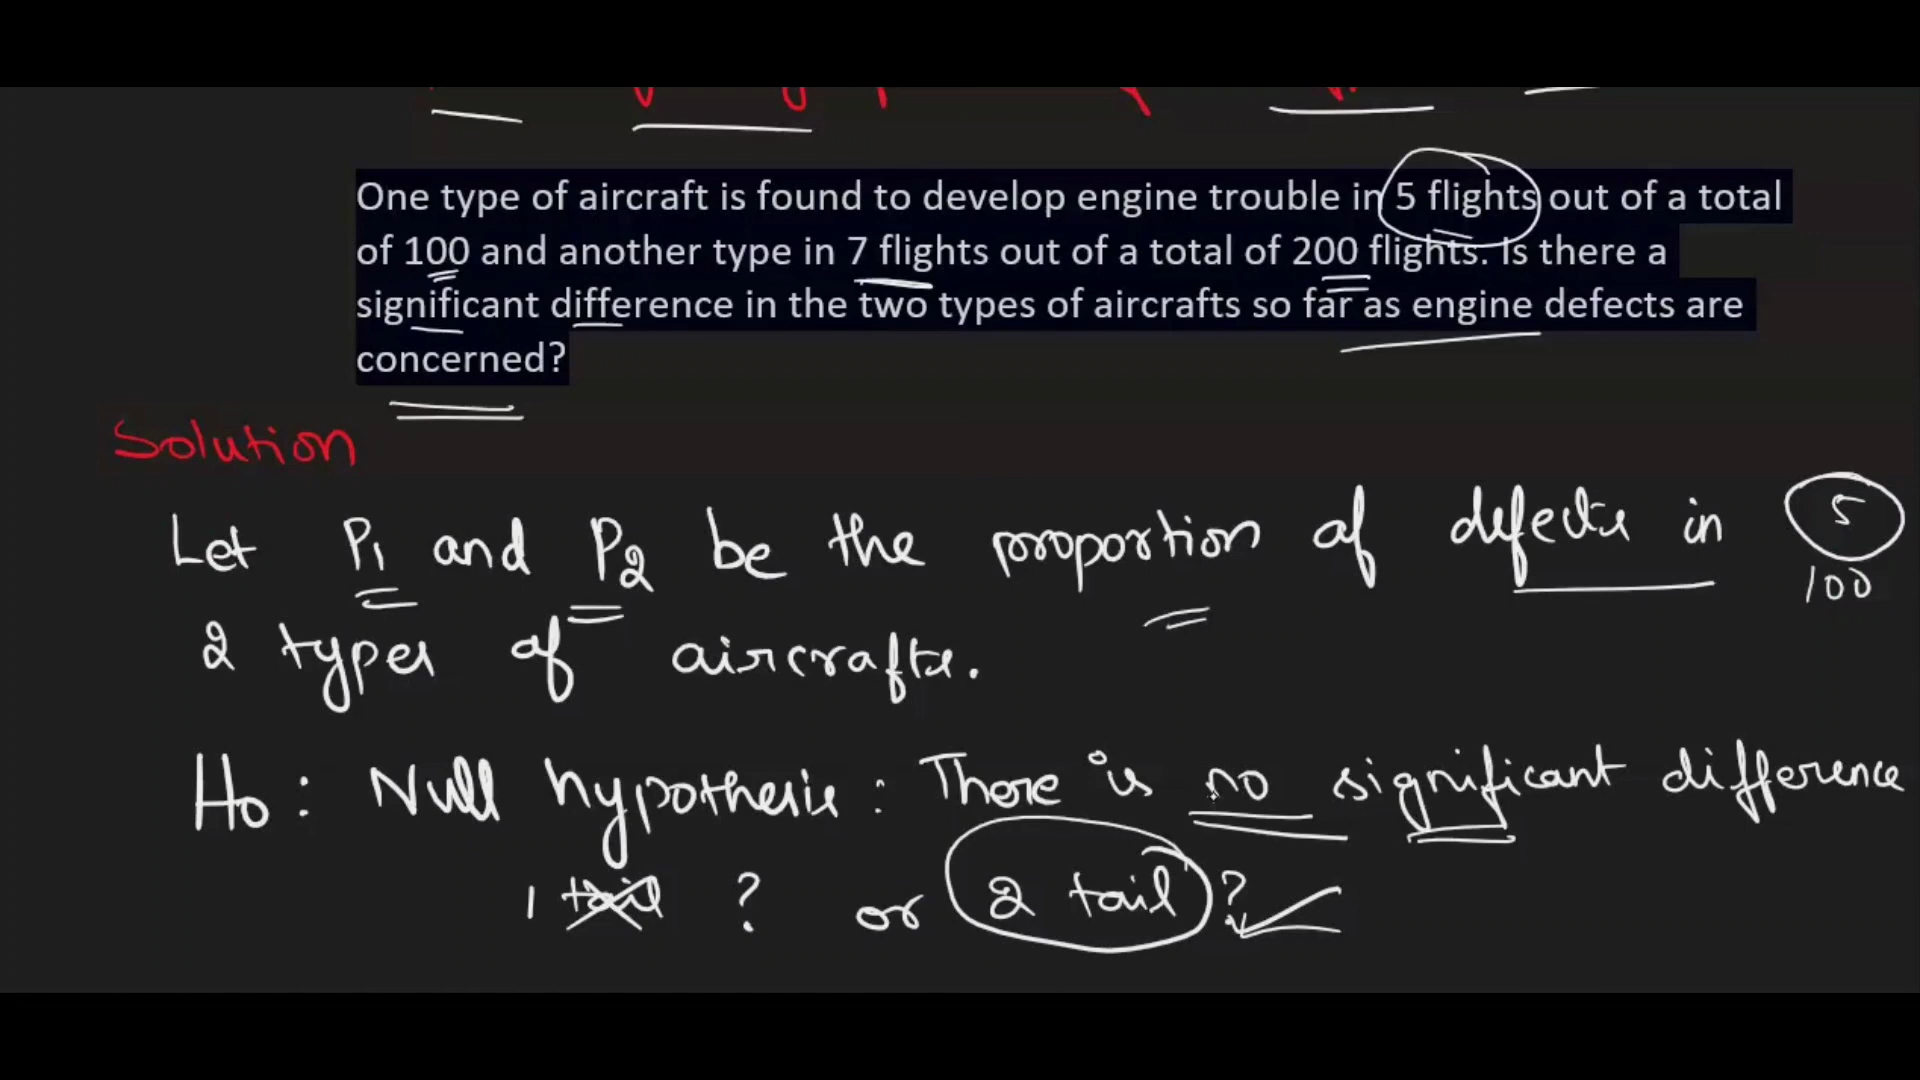 One type of aircraft is found to develop engine trouble in 5 flights out of a total
of 100 and another type in 7 flights out of a total of 200 flights. Is there a
significant difference in the two types of aircrafts so far as engine defects are
concerned?
Solution
Let P1 and P2 be the proportion of defects in 5
100
2 types of aircrafts.
Ho: Null hypothesis: There is no significant difference
1 tail ? or 2 tail ?